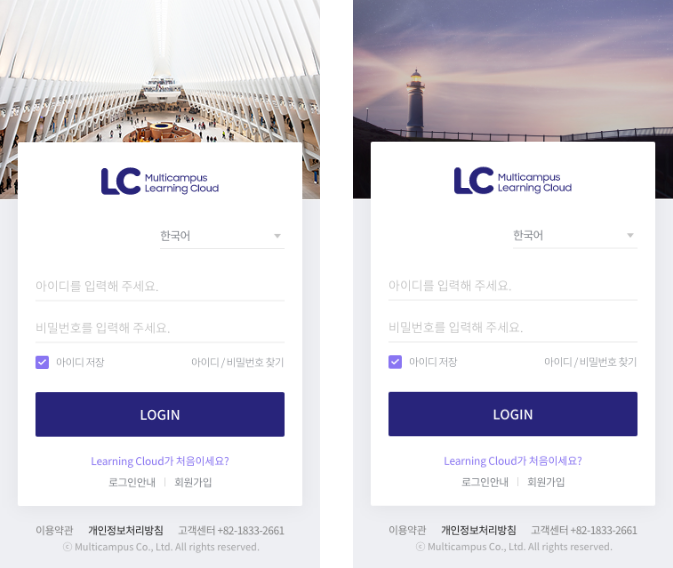 LC Multicampus
Learning Cloud
한국어
아이디를 입력해 주세요.
비밀번호를 입력해 주세요.
아이디 저장 아이디 / 비밀번호 찾기
LOGIN
Learning Cloud가 처음이세요?
로그인안내 | 회원가입
이용약관 개인정보처리방침 고객센터 +82-1833-2661
ⓒ Multicampus Co., Ltd. All rights reserved.
LC Multicampus
Learning Cloud
한국어
아이디를 입력해 주세요.
비밀번호를 입력해 주세요.
아이디 저장 아이디 / 비밀번호 찾기
LOGIN
Learning Cloud가 처음이세요?
로그인안내 | 회원가입
이용약관 개인정보처리방침 고객센터 +82-1833-2661
ⓒ Multicampus Co., Ltd. All rights reserved.